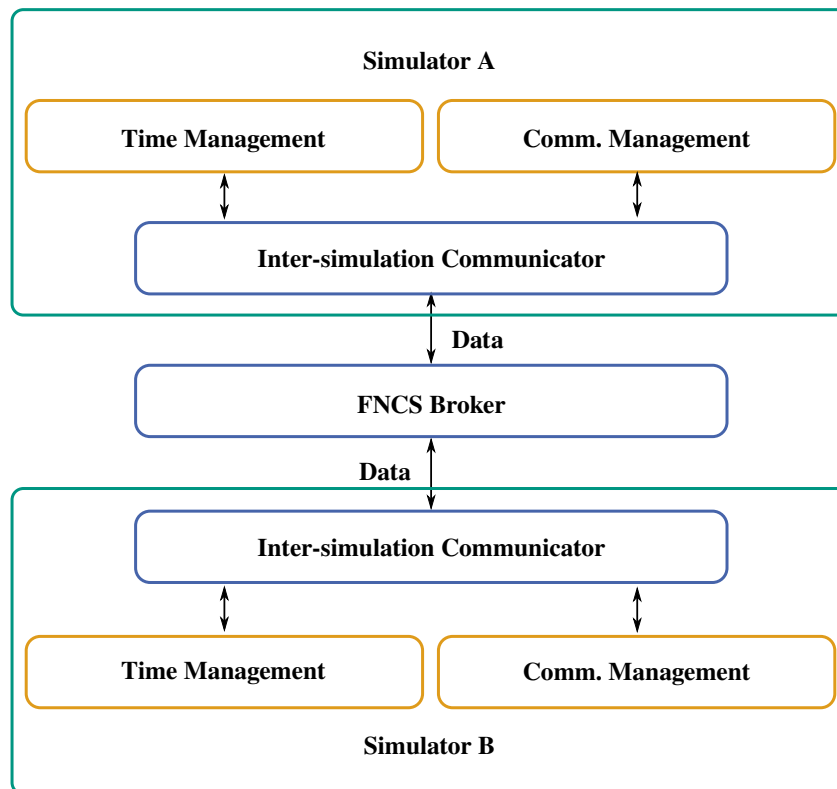 Simulator A
Time Management
Comm. Management
Inter-simulation Communicator
Data
FNCS Broker
Data
Inter-simulation Communicator
Time Management
Comm. Management
Simulator B